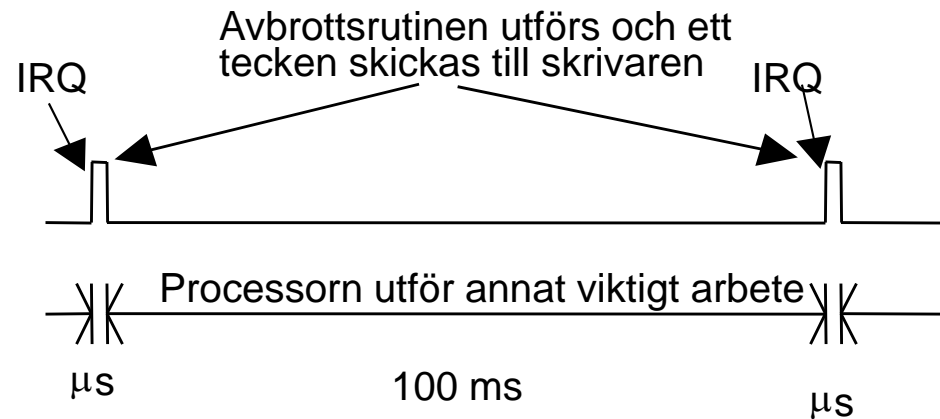 Avbrottsrutinen utförs och ett
tecken skickas till skrivaren
IRQ
IRQ
Processorn utför annat viktigt arbete
μs
100 ms
μs